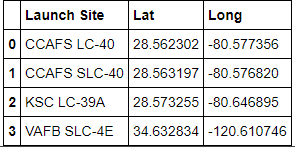 Launch Site Lat Long
0 CCAFS LC-40 28.562302 -80.577356
1 CCAFS SLC-40 28.563197 -80.576820
2 KSC LC-39A 28.573255 -80.646895
3 VAFB SLC-4E 34.632834 -120.610746